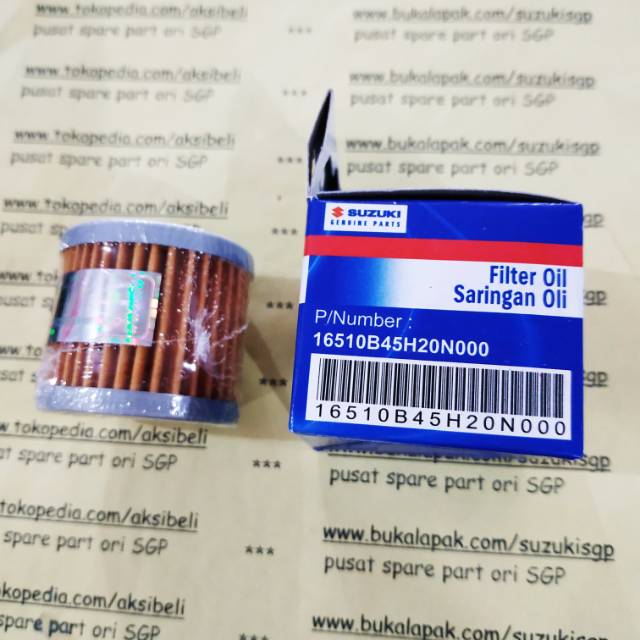 www.tokopedia.com/aksibeli
pusat spare part ori SGP
***
www.bukalapak.com/suzukisgp
pusat spare part ori SGP
www.tokopedia.com/aksibeli
pusat spare part ori SGP
***
www.bukalapak.com/suzukisgp
pusat spare part ori SGP
www.tokopedia.com/aksibeli
pusat spare part ori SGP
***
www.bukalapak.com/suzukisgp
pusat spare part ori SGP
www.tokopedia.com/aksibeli
SUZUKI
GENUINE PARTS
Filter Oil
Saringan Oli
P/Number :
16510B45H20N000
16510B45H20N000
.tokopedia.com/aksibeli
spare part ori SGP
***
pusat spare part ori SGP
tokopedia.com/aksibeli
spare part ori SGP
***
www.bukalapak.com/suzukisgp
pusat spare part ori SGP
kopedia.com/aksibeli
part ori SGP
***
www.bukalapak.com/suzukisgp
pusat spare part ori SGP